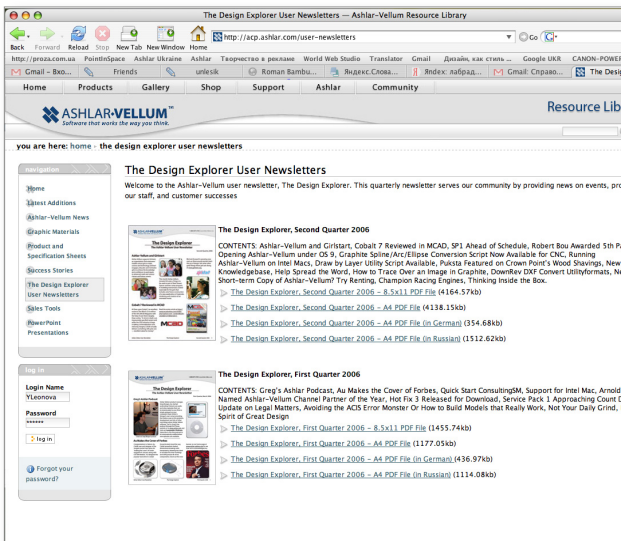 The Design Explorer User Newsletters — Ashlar-Vellum Resource Library
http://acp.ashlar.com/user-newsletters
Go
Back Forward Reload Stop New Tab New Window Home
http://proza.com.ua PointInSpace Ashlar Ukraine Ashlar Творчество в рекламе World Web Studio Translator Gmail Дизайн, как стиль ... Google UKR CANON-POWER
Gmail – Вхо... Friends unlesik Roman Bambu... Яндекс.Слова... Яndex: лабрад... Gmail: Справо... The Desig
Home Products Gallery Shop Support Ashlar Community
ASHLAR-VELLUM™
Software that works the way you think.
Resource Lib
you are here: home › the design explorer user newsletters
navigation
Home
Latest Additions
Ashlar-Vellum News
Graphic Materials
Product and
Specification Sheets
Success Stories
The Design Explorer
User Newsletters
Sales Tools
PowerPoint
Presentations
log in
Login Name
YLeonova
Password
******
log in
Forgot your
password?
The Design Explorer User Newsletters
Welcome to the Ashlar-Vellum user newsletter, The Design Explorer. This quarterly newsletter serves our community by providing news on events, pro
our staff, and customer successes
The Design Explorer
The Design Explorer, Second Quarter 2006
CONTENTS: Ashlar-Vellum and Girlstart, Cobalt 7 Reviewed in MCAD, SP1 Ahead of Schedule, Robert Bou Awarded 5th Pa
Opening Ashlar-Vellum under OS 9, Graphite Spline/Arc/Ellipse Conversion Script Now Available for CNC, Running
Ashlar-Vellum on Intel Macs, Draw by Layer Utility Script Available, Puksta Featured on Crown Point's Wood Shavings, New
Knowledgebase, Help Spread the Word, How to Trace Over an Image in Graphite, DownRev DXF Convert Utilityformats, Ne
Short-term Copy of Ashlar-Vellum? Try Renting, Champion Racing Engines, Thinking Inside the Box.
The Design Explorer, Second Quarter 2006 – 8.5x11 PDF File (4164.57kb)
The Design Explorer, Second Quarter 2006 – A4 PDF File (4138.15kb)
The Design Explorer, Second Quarter 2006 – A4 PDF File (in German) (354.68kb)
The Design Explorer, Second Quarter 2006 – A4 PDF File (in Russian) (1512.62kb)
The Design Explorer
The Design Explorer, First Quarter 2006
CONTENTS: Greg's Ashlar Podcast, Au Makes the Cover of Forbes, Quick Start ConsultingSM, Support for Intel Mac, Arnold
Named Ashlar-Vellum Channel Partner of the Year, Hot Fix 3 Released for Download, Service Pack 1 Approaching Count D
Update on Legal Matters, Avoiding the ACIS Error Monster Or How to Build Models that Really Work, Not Your Daily Grind,
Spirit of Great Design
The Design Explorer, First Quarter 2006 – 8.5x11 PDF File (1455.74kb)
The Design Explorer, First Quarter 2006 – A4 PDF File (1177.05kb)
The Design Explorer, First Quarter 2006 – A4 PDF File (in German) (436.97kb)
The Design Explorer, First Quarter 2006 – A4 PDF File (in Russian) (1114.08kb)